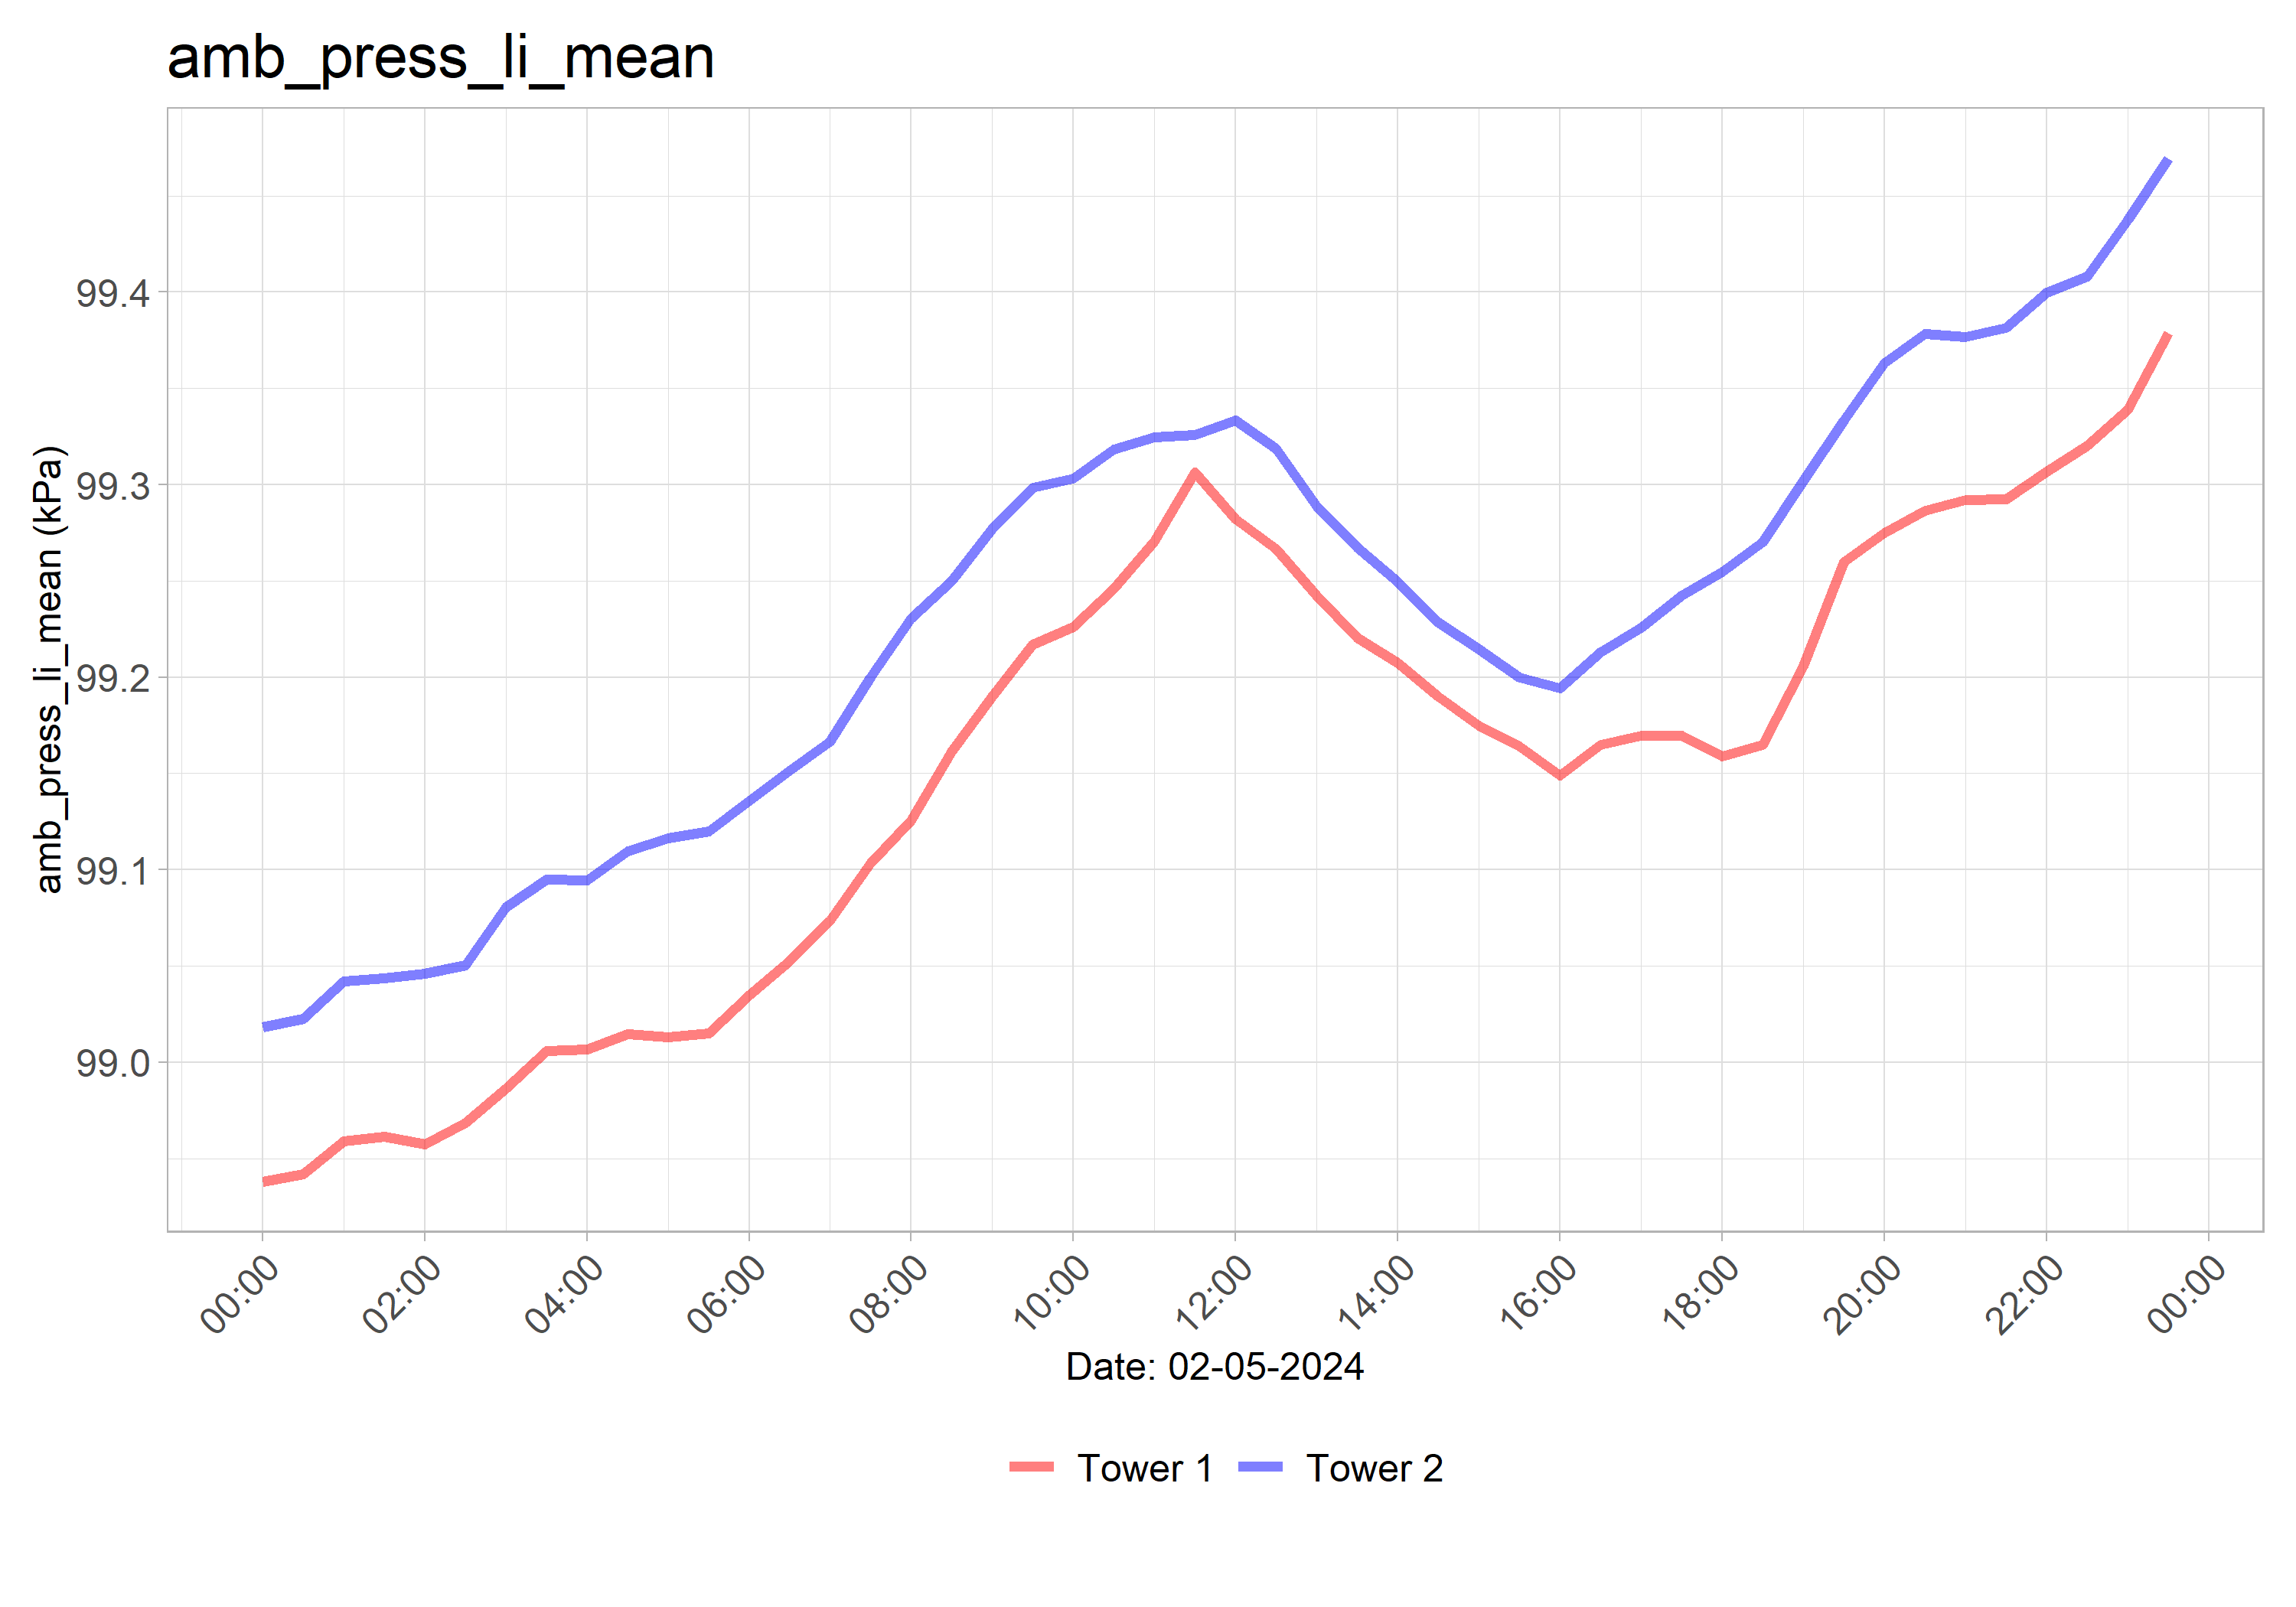 amb_press_li_mean
amb_press_li_mean (kPa)
99.4
99.3
99.2
99.1
99.0
00:00 02:00 04:00 06:00 08:00 10:00 12:00 14:00 16:00 18:00 20:00 22:00 00:00
Date: 02-05-2024
Tower 1 Tower 2